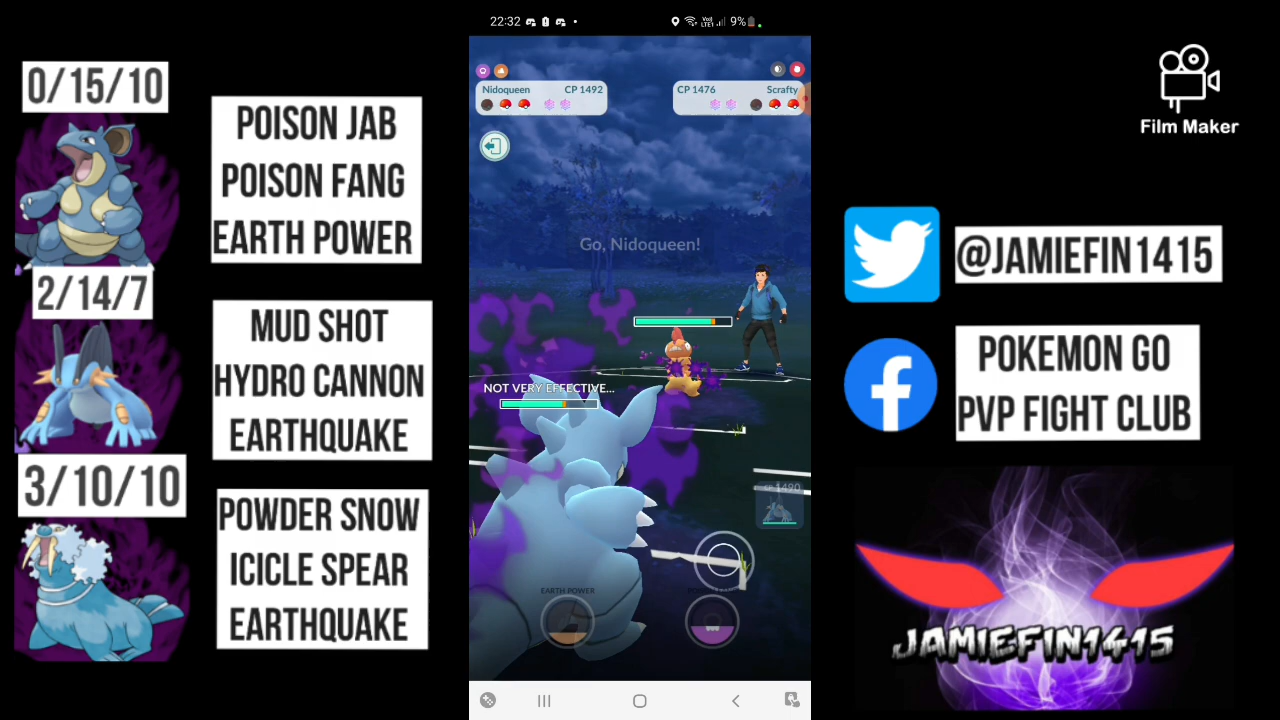 0/15/10
POISON JAB
POISON FANG
EARTH POWER
2/14/7
MUD SHOT
HYDRO CANNON
EARTHQUAKE
3/10/10
POWDER SNOW
ICICLE SPEAR
EARTHQUAKE
22:32
9%
Nidoqueen CP 1492
CP 1476 Scrafty
Go, Nidoqueen!
NOT VERY EFFECTIVE...
CP 1490
EARTH POWER
Film Maker
@JAMIEFIN1415
POKEMON GO
PVP FIGHT CLUB
JAMIEFIN1415